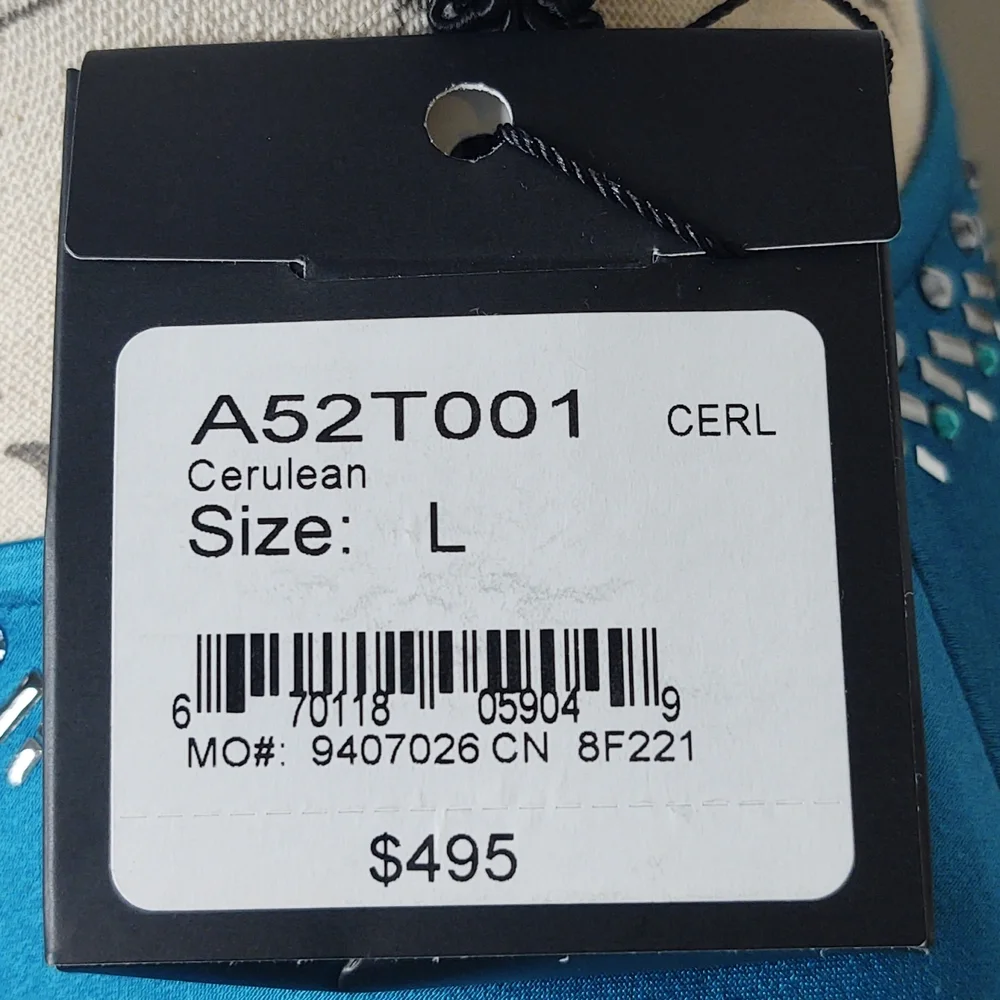 A52T001 CERL
Cerulean
Size: L
6 70118 05904 9
MO#: 9407026 CN 8F221
$495